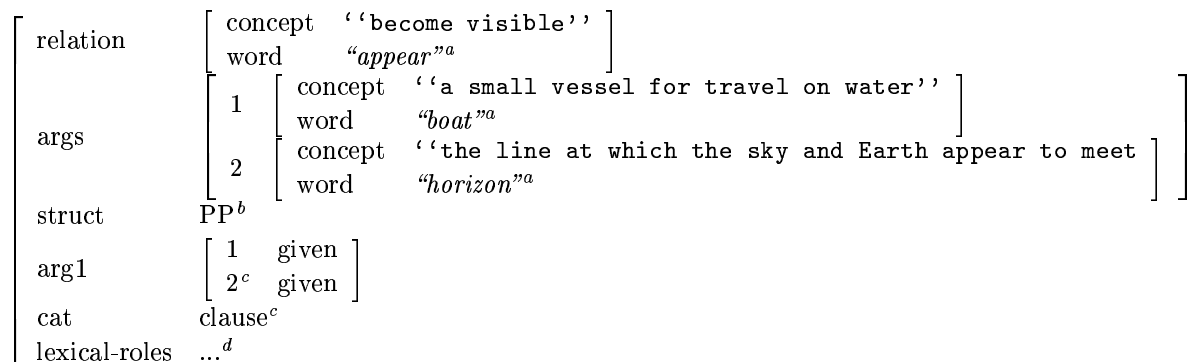 relation concept ‘‘become visible’’
word “appear”a
args 1 concept ‘‘a small vessel for travel on water’’
word “boat”a
2 concept ‘‘the line at which the sky and Earth appear to meet
word “horizon”a
struct PPb
arg1 1 given
2c given
cat clausec
lexical-roles ...d